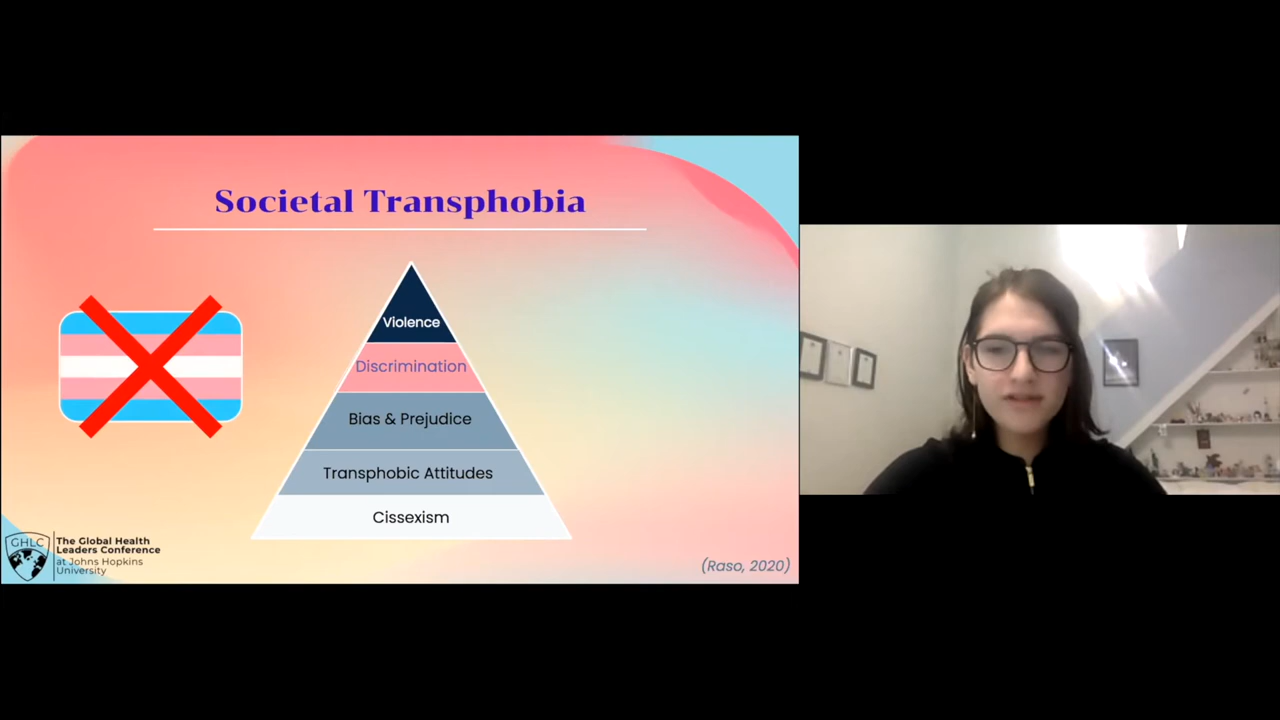 Societal Transphobia
Violence
Discrimination
Bias & Prejudice
Transphobic Attitudes
Cissexism
GHLC
The Global Health
Leaders Conference
at Johns Hopkins
University
(Raso, 2020)